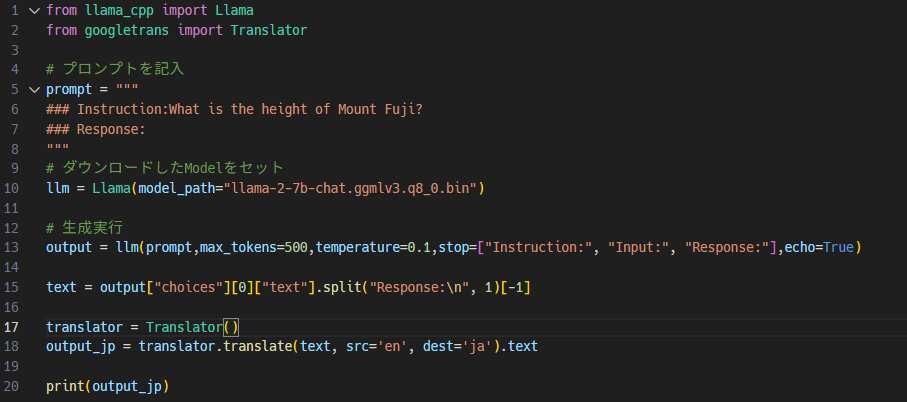 1 from llama_cpp import Llama
2 from googletrans import Translator
3
4 # プロンプトを記入
5 prompt = """
6 ### Instruction:What is the height of Mount Fuji?
7 ### Response:
8 """
9 # ダウンロードしたModelをセット
10 llm = Llama(model_path="llama-2-7b-chat.ggmlv3.q8_0.bin")
11
12 # 生成実行
13 output = llm(prompt,max_tokens=500,temperature=0.1,stop=["Instruction:", "Input:", "Response:"],echo=True)
14
15 text = output["choices"][0]["text"].split("Response:\n", 1)[-1]
16
17 translator = Translator()
18 output_jp = translator.translate(text, src='en', dest='ja').text
19
20 print(output_jp)